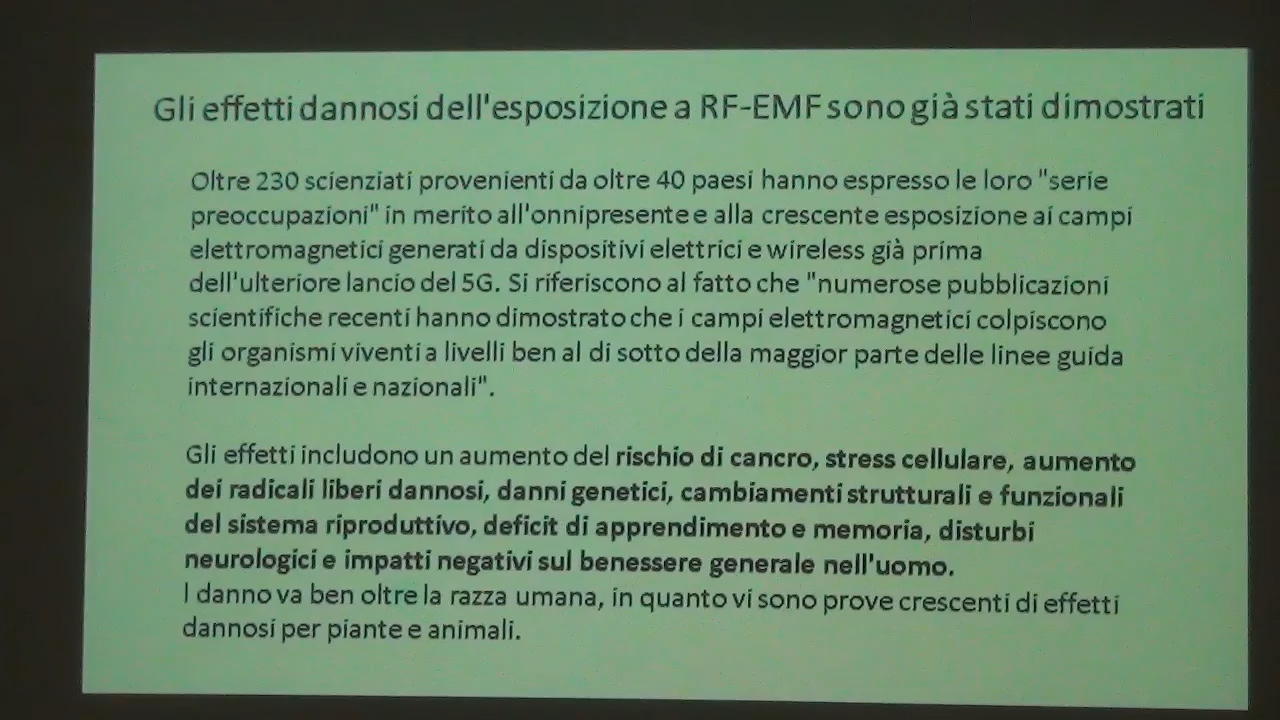 Gli effetti dannosi dell'esposizione a RF-EMF sono già stati dimostrati
Oltre 230 scienziati provenienti da oltre 40 paesi hanno espresso le loro "serie
preoccupazioni" in merito all'onnipresente e alla crescente esposizione ai campi
elettromagnetici generati da dispositivi elettrici e wireless già prima
dell'ulteriore lancio del 5G. Si riferiscono al fatto che "numerose pubblicazioni
scientifiche recenti hanno dimostrato che i campi elettromagnetici colpiscono
gli organismi viventi a livelli ben al di sotto della maggior parte delle linee guida
internazionali e nazionali".
Gli effetti includono un aumento del rischio di cancro, stress cellulare, aumento
dei radicali liberi dannosi, danni genetici, cambiamenti strutturali e funzionali
del sistema riproduttivo, deficit di apprendimento e memoria, disturbi
neurologici e impatti negativi sul benessere generale nell'uomo.
l danno va ben oltre la razza umana, in quanto vi sono prove crescenti di effetti
dannosi per piante e animali.